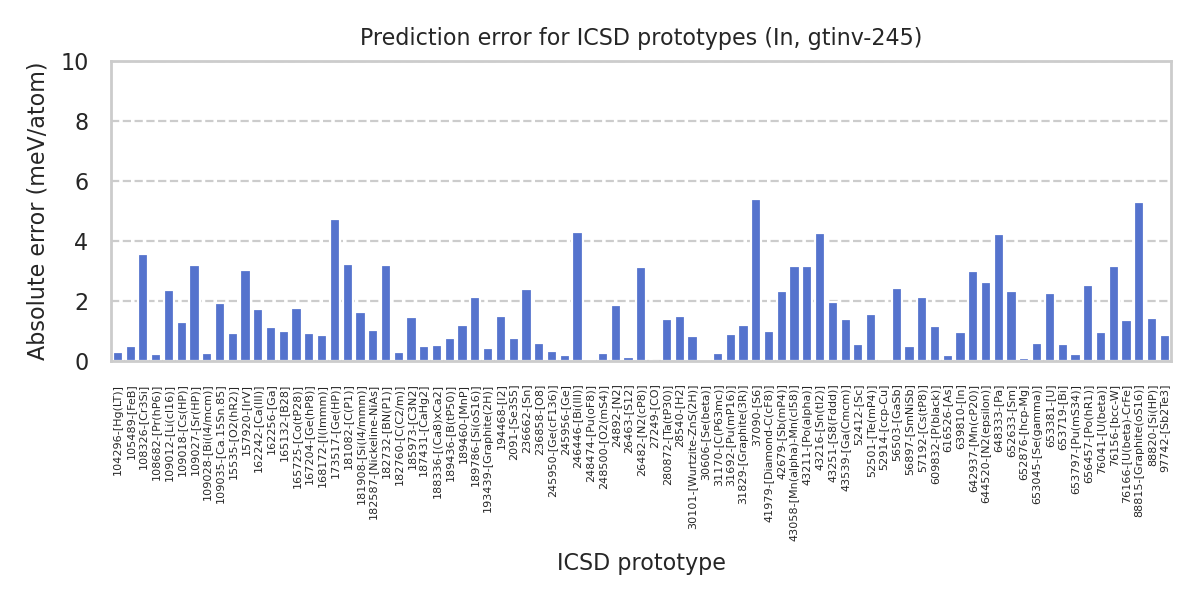 Prediction error for ICSD prototypes (In, gtinv-245)
Absolute error (meV/atom)
10
8
6
4
2
0
104296-[Hg(LT)]
105489-[FeB]
108326-[Cr3Si]
108682-[Pr(hP6)]
109012-[Li(cI16)]
109018-[Cs(HP)]
109027-[Sr(HP)]
109028-[Bi(I4/mcm)]
109035-[Ca.15Sn.85]
15535-[O2(hR2)]
157920-[IrV]
162242-[Ca(III)]
162256-[Ga]
165132-[B28]
165725-[Co(tP28)]
167204-[Ge(hP8)]
168172-[I(Immm)]
173517-[Ge(HP)]
181082-[C(P1)]
181908-[Si(I4/mmm)]
182587-[Nickeline-NiAs]
182732-[BN(P1)]
182760-[C(C2/m)]
185973-[C3N2]
187431-[CaHg2]
188336-[(Ca8)xCa2]
189436-[B(tP50)]
189460-[MnP]
189786-[Si(oS16)]
193439-[Graphite(2H)]
194468-[I2]
2091-[Se3S5]
236662-[Sn]
236858-[O8]
245950-[Ge(cF136)]
245956-[Ge]
246446-[Bi(III)]
248474-[Pu(oF8)]
248500-[O2(mS4)]
24892-[N2]
26463-[S12]
26482-[N2(cP8)]
27249-[CO]
280872-[Ta(tP30)]
28540-[H2]
30101-[Wurtzite-ZnS(2H)]
30606-[Se(beta)]
31170-[C(P63mc)]
31692-[Pu(mP16)]
31829-[Graphite(3R)]
37090-[S6]
41979-[Diamond-C(cF8)]
42679-[Sb(mP4)]
43058-[Mn(alpha)-Mn(cI58)]
43211-[Po(alpha)]
43216-[Sn(tI2)]
43251-[S8(Fddd)]
43539-[Ga(Cmcm)]
52412-[Sc]
52501-[Te(mP4)]
52914-[ccp-Cu]
56503-[GaSb]
56897-[SmNiSb]
57192-[Cs(tP8)]
609832-[P(black)]
616526-[As]
639810-[In]
642937-[Mn(cP20)]
644520-[N2(epsilon)]
648333-[Pa]
652633-[Sm]
652876-[hcp-Mg]
653045-[Se(gamma)]
653381-[U]
653719-[Bi]
653797-[Pu(mS34)]
656457-[Po(hR1)]
76041-[U(beta)]
76156-[bcc-W]
76166-[U(beta)-CrFe]
88815-[Graphite(oS16)]
88820-[Si(HP)]
97742-[Sb2Te3]
ICSD prototype